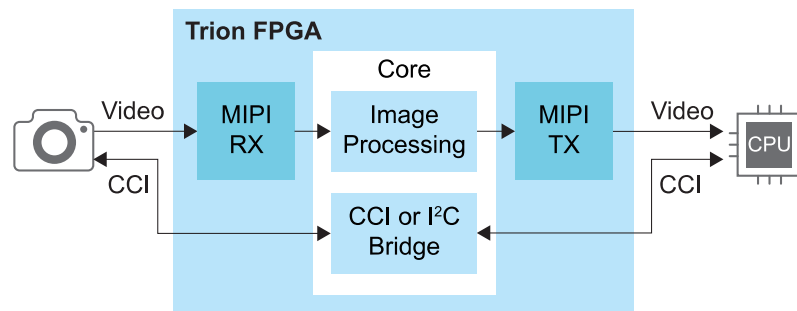 Trion FPGA
Core
Video
MIPI
RX
Image
Processing
MIPI
TX
Video
CPU
CCI
CCI or I²C
Bridge
CCI